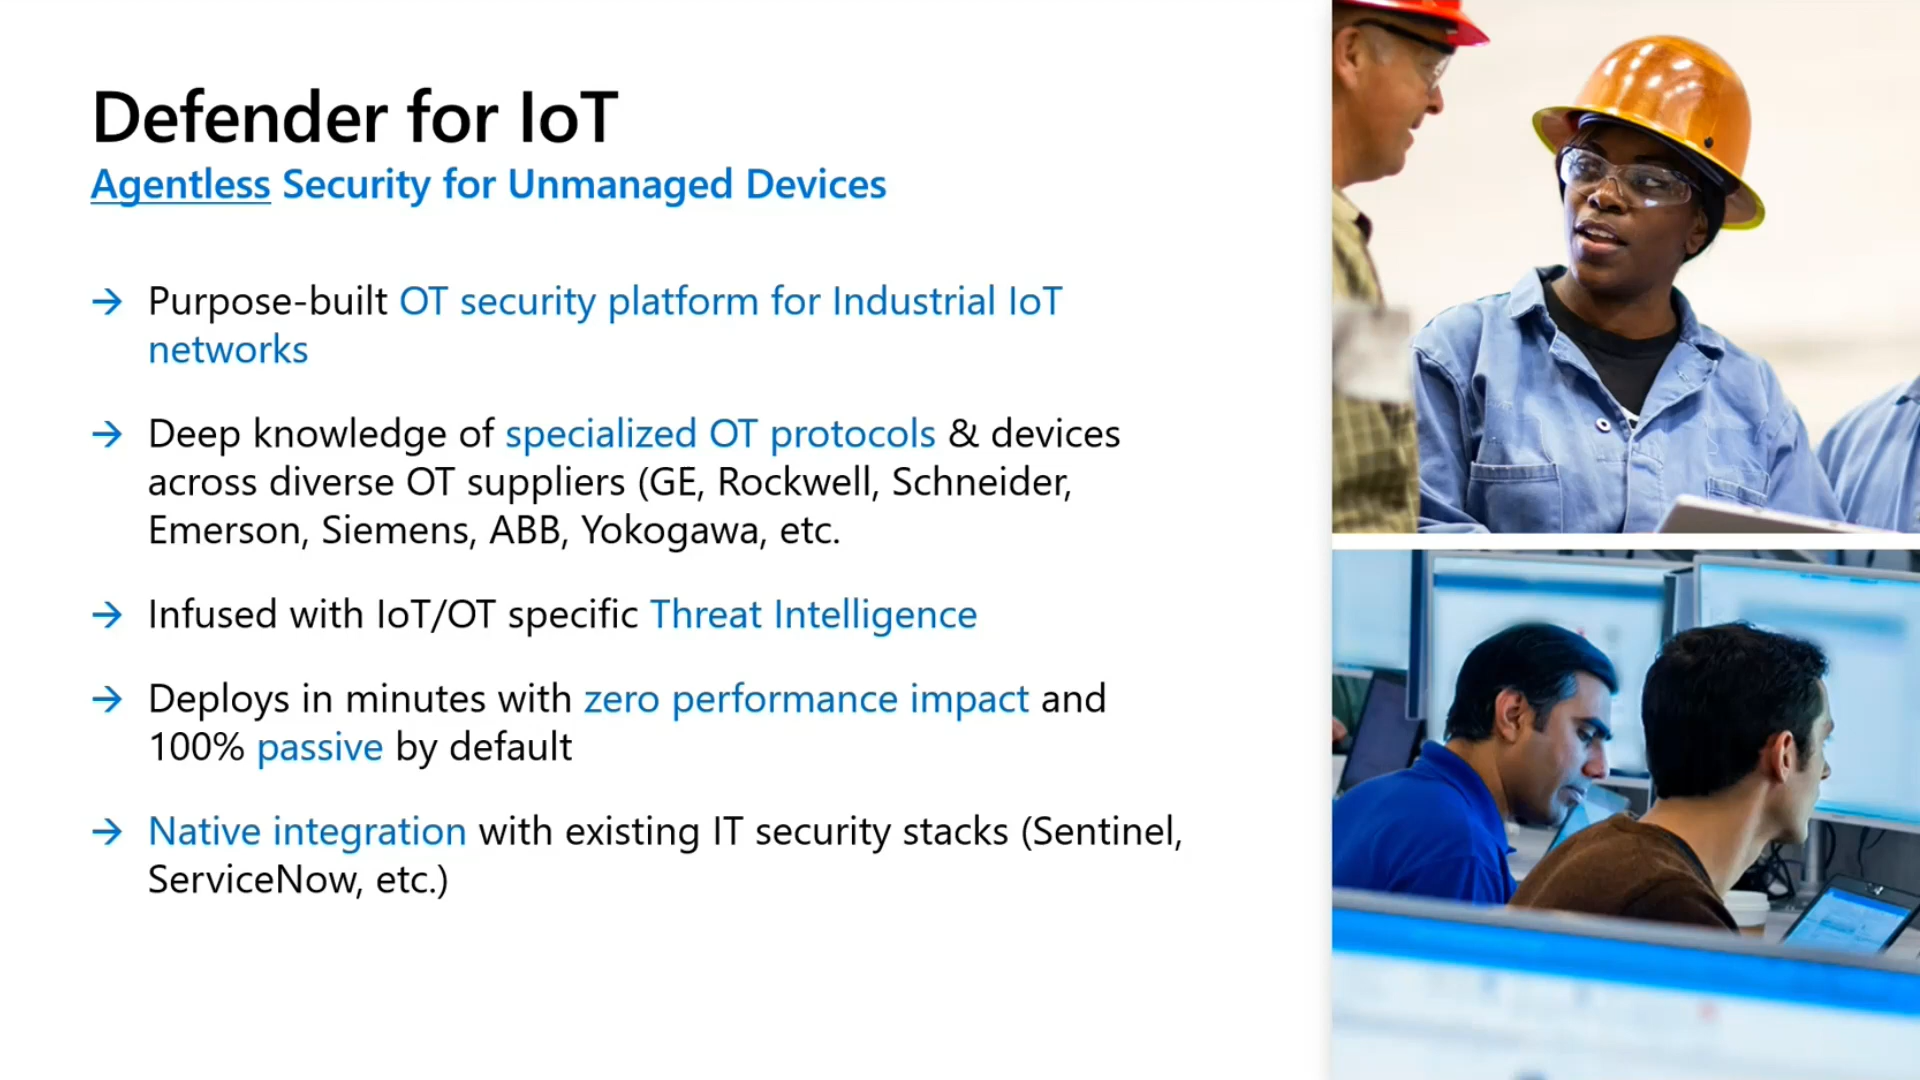 Defender for IoT
Agentless Security for Unmanaged Devices
→ Purpose-built OT security platform for Industrial IoT
networks
→ Deep knowledge of specialized OT protocols & devices
across diverse OT suppliers (GE, Rockwell, Schneider,
Emerson, Siemens, ABB, Yokogawa, etc.
→ Infused with IoT/OT specific Threat Intelligence
→ Deploys in minutes with zero performance impact and
100% passive by default
→ Native integration with existing IT security stacks (Sentinel,
ServiceNow, etc.)